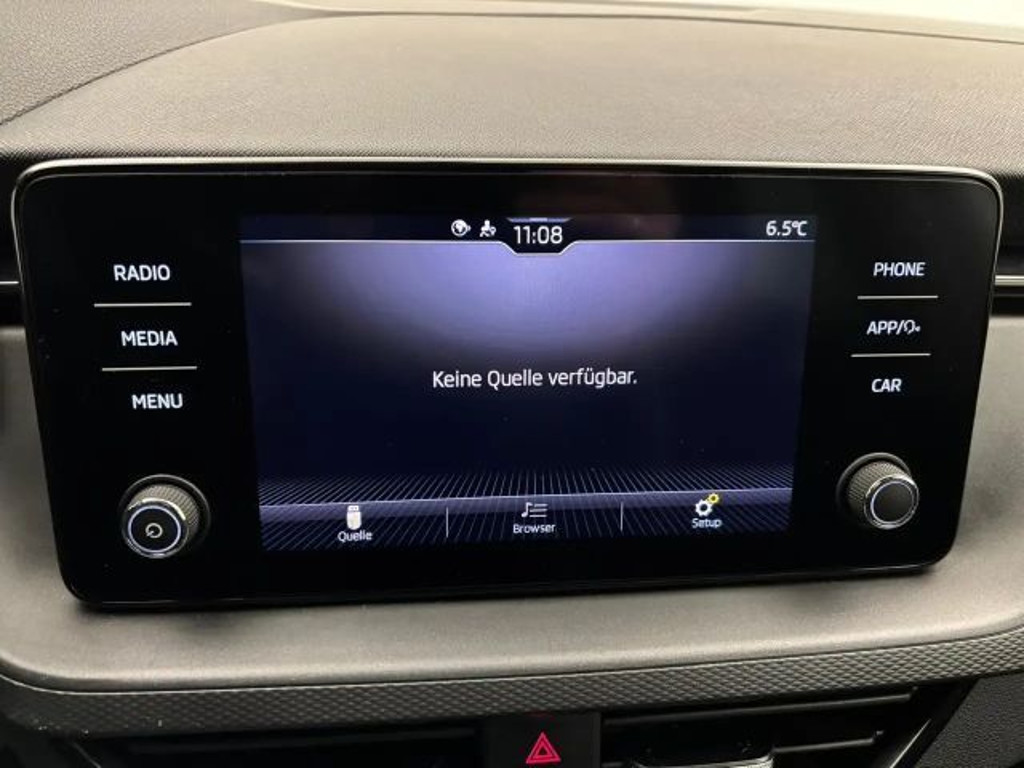 11:08
6.5°C
RADIO
MEDIA
MENU
PHONE
APP/
CAR
Keine Quelle verfügbar.
Quelle
Browser
Setup